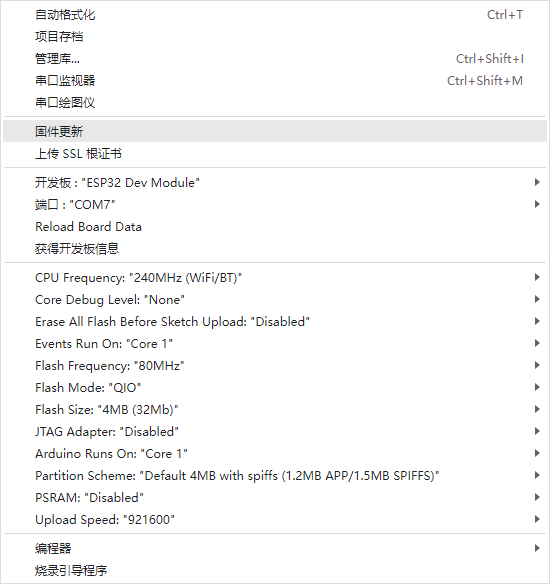 自动格式化 Ctrl+T
项目存档
管理库... Ctrl+Shift+I
串口监视器 Ctrl+Shift+M
串口绘图仪
固件更新
上传 SSL 根证书
开发板 : "ESP32 Dev Module"
端口 : "COM7"
Reload Board Data
获得开发板信息
CPU Frequency: "240MHz (WiFi/BT)"
Core Debug Level: "None"
Erase All Flash Before Sketch Upload: "Disabled"
Events Run On: "Core 1"
Flash Frequency: "80MHz"
Flash Mode: "QIO"
Flash Size: "4MB (32Mb)"
JTAG Adapter: "Disabled"
Arduino Runs On: "Core 1"
Partition Scheme: "Default 4MB with spiffs (1.2MB APP/1.5MB SPIFFS)"
PSRAM: "Disabled"
Upload Speed: "921600"
编程器
烧录引导程序